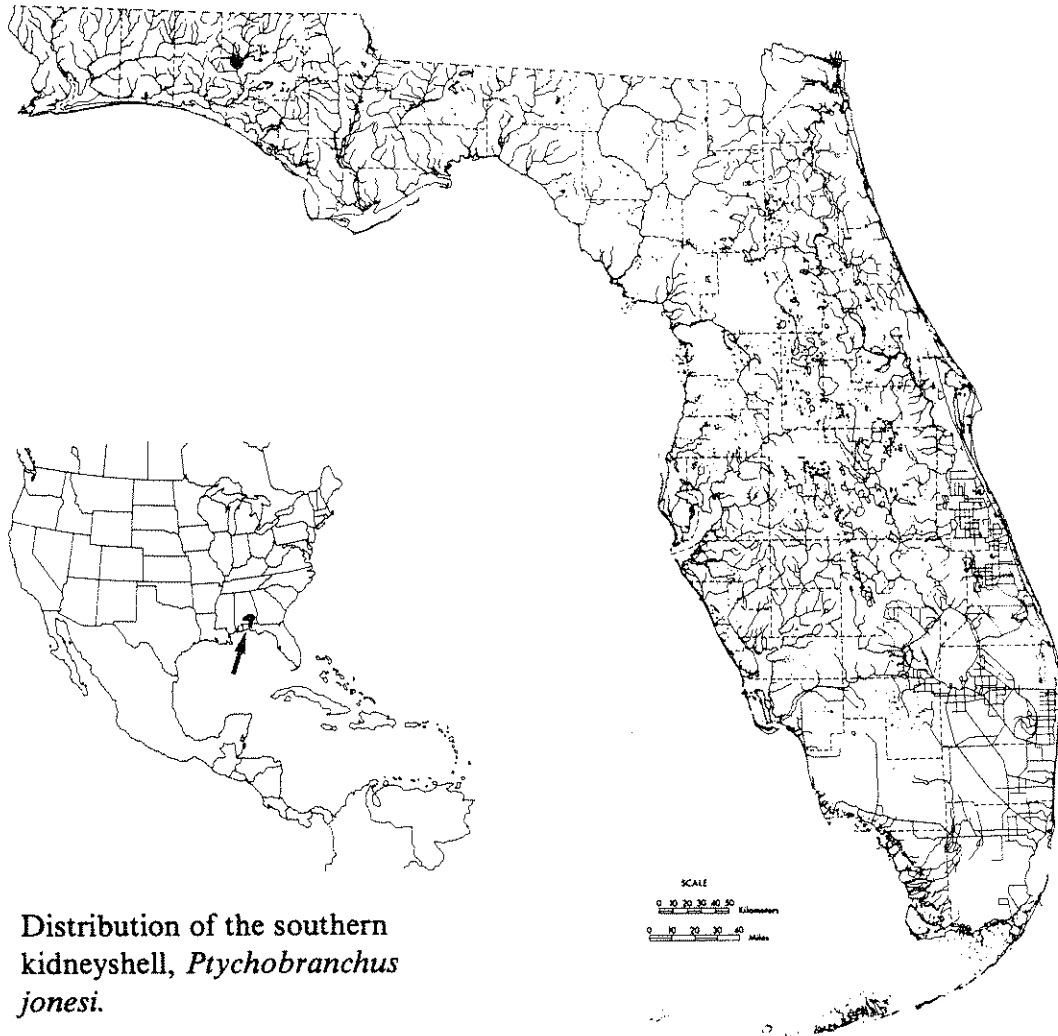 SCALE
0 10 20 30 40 50 Kilometers
0 10 20 30 40 Miles
Distribution of the southern
kidneyshell, Ptychobranchus
jonesi.